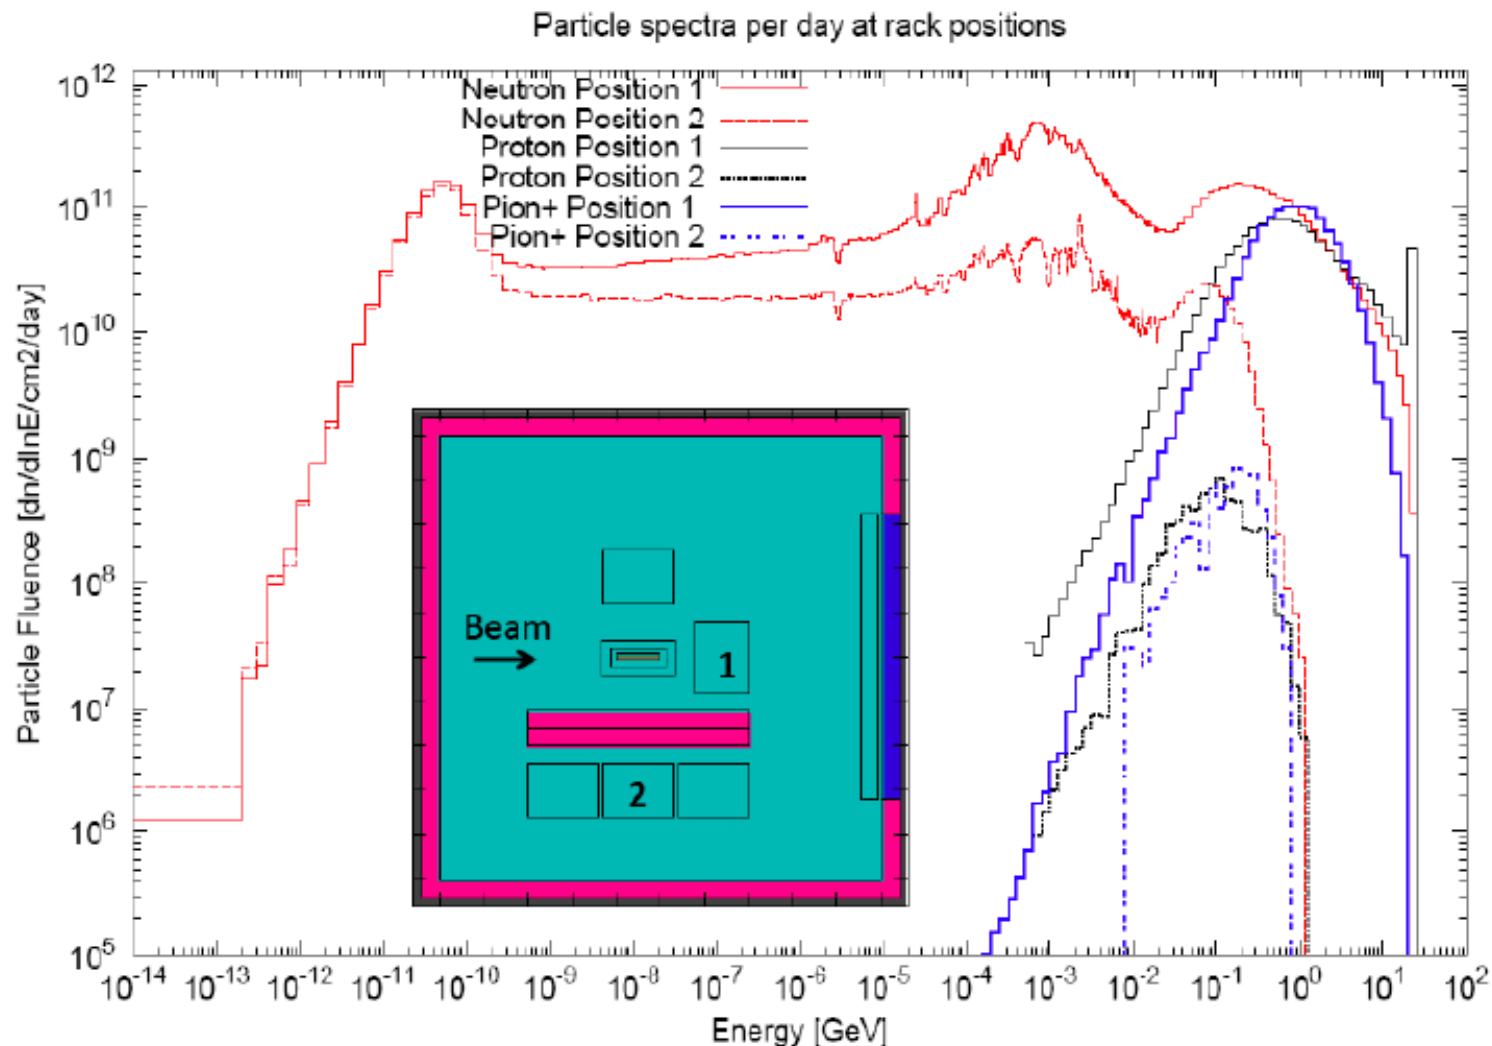 Particle spectra per day at rack positions
Neutron Position 1
Neutron Position 2
Proton Position 1
Proton Position 2
Pion+ Position 1
Pion+ Position 2
Particle Fluence [dn/dlnE/cm2/day]
10^12
10^11
10^10
10^9
10^8
10^7
10^6
10^5
Beam
1
2
10^-14 10^-13 10^-12 10^-11 10^-10 10^-9 10^-8 10^-7 10^-6 10^-5 10^-4 10^-3 10^-2 10^-1 10^0 10^1 10^2
Energy [GeV]